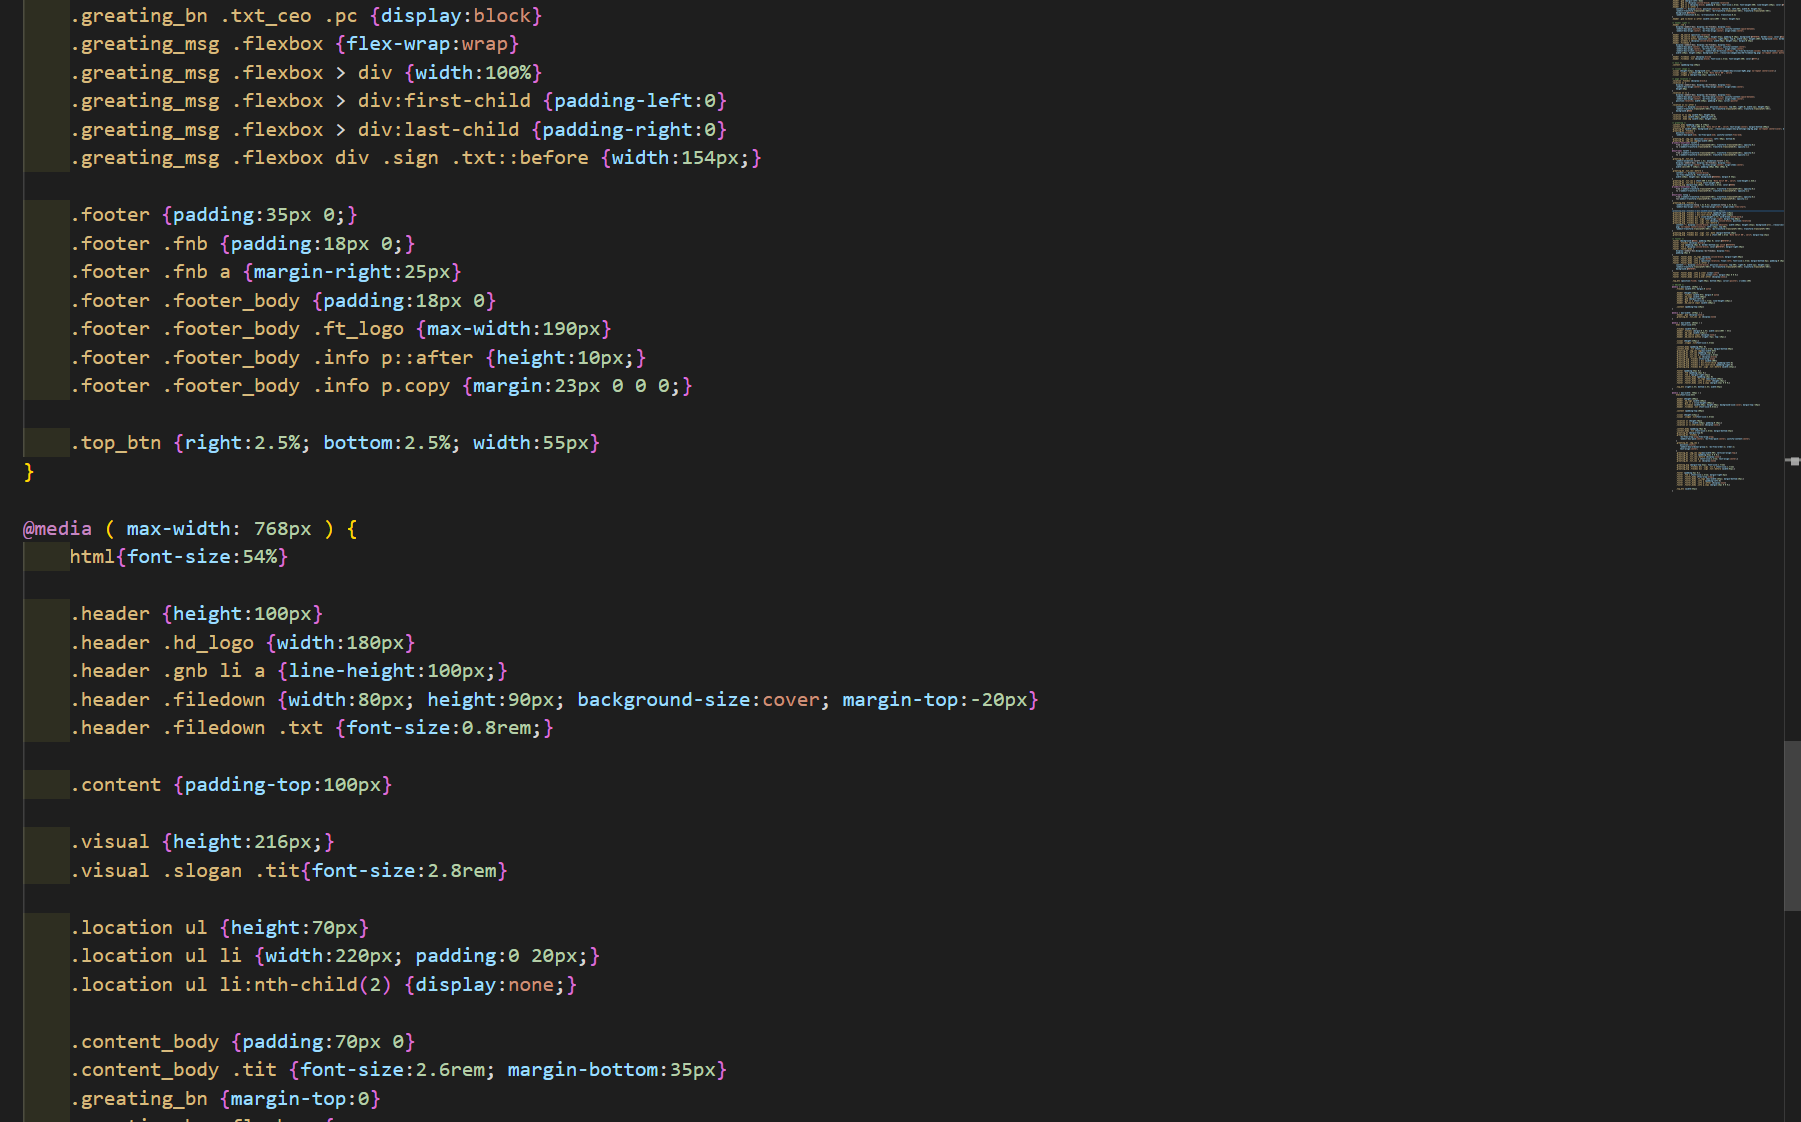 .greating_bn .txt_ceo .pc {display:block}
.greating_msg .flexbox {flex-wrap:wrap}
.greating_msg .flexbox > div {width:100%}
.greating_msg .flexbox > div:first-child {padding-left:0}
.greating_msg .flexbox > div:last-child {padding-right:0}
.greating_msg .flexbox div .sign .txt::before {width:154px;}
.footer {padding:35px 0;}
.footer .fnb {padding:18px 0;}
.footer .fnb a {margin-right:25px}
.footer .footer_body {padding:18px 0}
.footer .footer_body .ft_logo {max-width:190px}
.footer .footer_body .info p::after {height:10px;}
.footer .footer_body .info p.copy {margin:23px 0 0 0;}
.top_btn {right:2.5%; bottom:2.5%; width:55px}
}
@media ( max-width: 768px ) {
html{font-size:54%}
.header {height:100px}
.header .hd_logo {width:180px}
.header .gnb li a {line-height:100px;}
.header .filedown {width:80px; height:90px; background-size:cover; margin-top:-20px}
.header .filedown .txt {font-size:0.8rem;}
.content {padding-top:100px}
.visual {height:216px;}
.visual .slogan .tit{font-size:2.8rem}
.location ul {height:70px}
.location ul li {width:220px; padding:0 20px;}
.location ul li:nth-child(2) {display:none;}
.content_body {padding:70px 0}
.content_body .tit {font-size:2.6rem; margin-bottom:35px}
.greating_bn {margin-top:0}